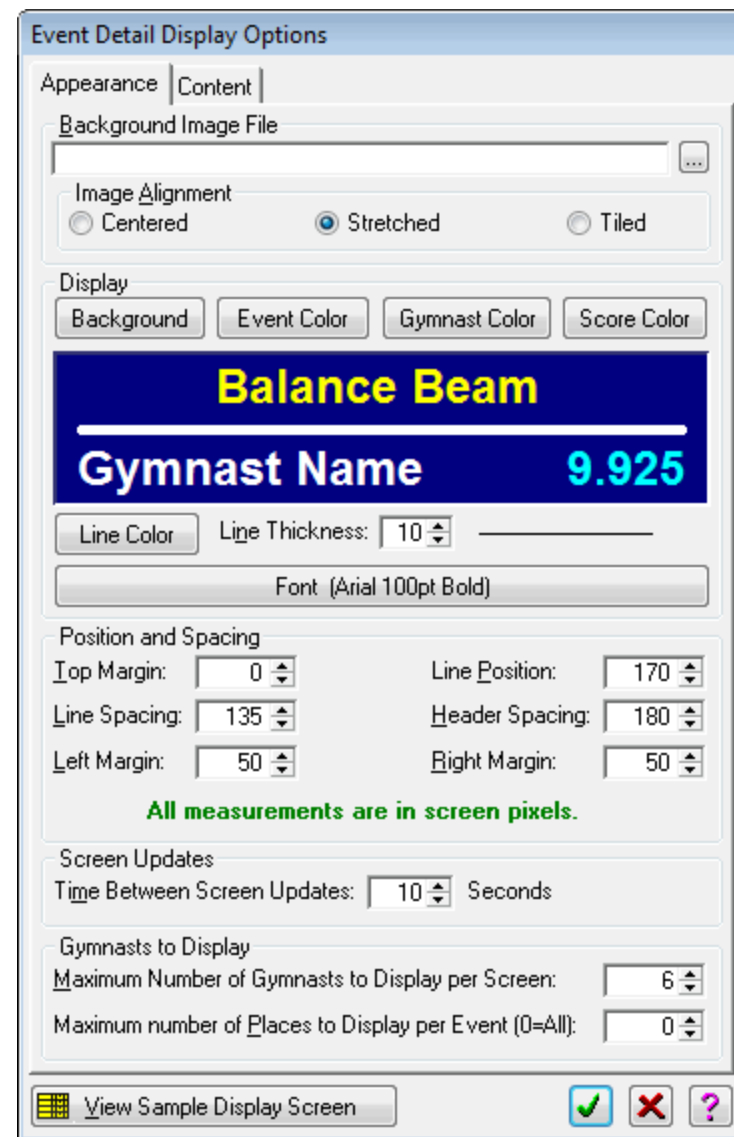 Event Detail Display Options
Appearance Content
Background Image File
...
Image Alignment
Centered Stretched Tiled
Display
Background Event Color Gymnast Color Score Color
Balance Beam
Gymnast Name 9.925
Line Color Line Thickness: 10
Font (Arial 100pt Bold)
Position and Spacing
Top Margin: 0 Line Position: 170
Line Spacing: 135 Header Spacing: 180
Left Margin: 50 Right Margin: 50
All measurements are in screen pixels.
Screen Updates
Time Between Screen Updates: 10 Seconds
Gymnasts to Display
Maximum Number of Gymnasts to Display per Screen: 6
Maximum number of Places to Display per Event (0=All): 0
View Sample Display Screen ?